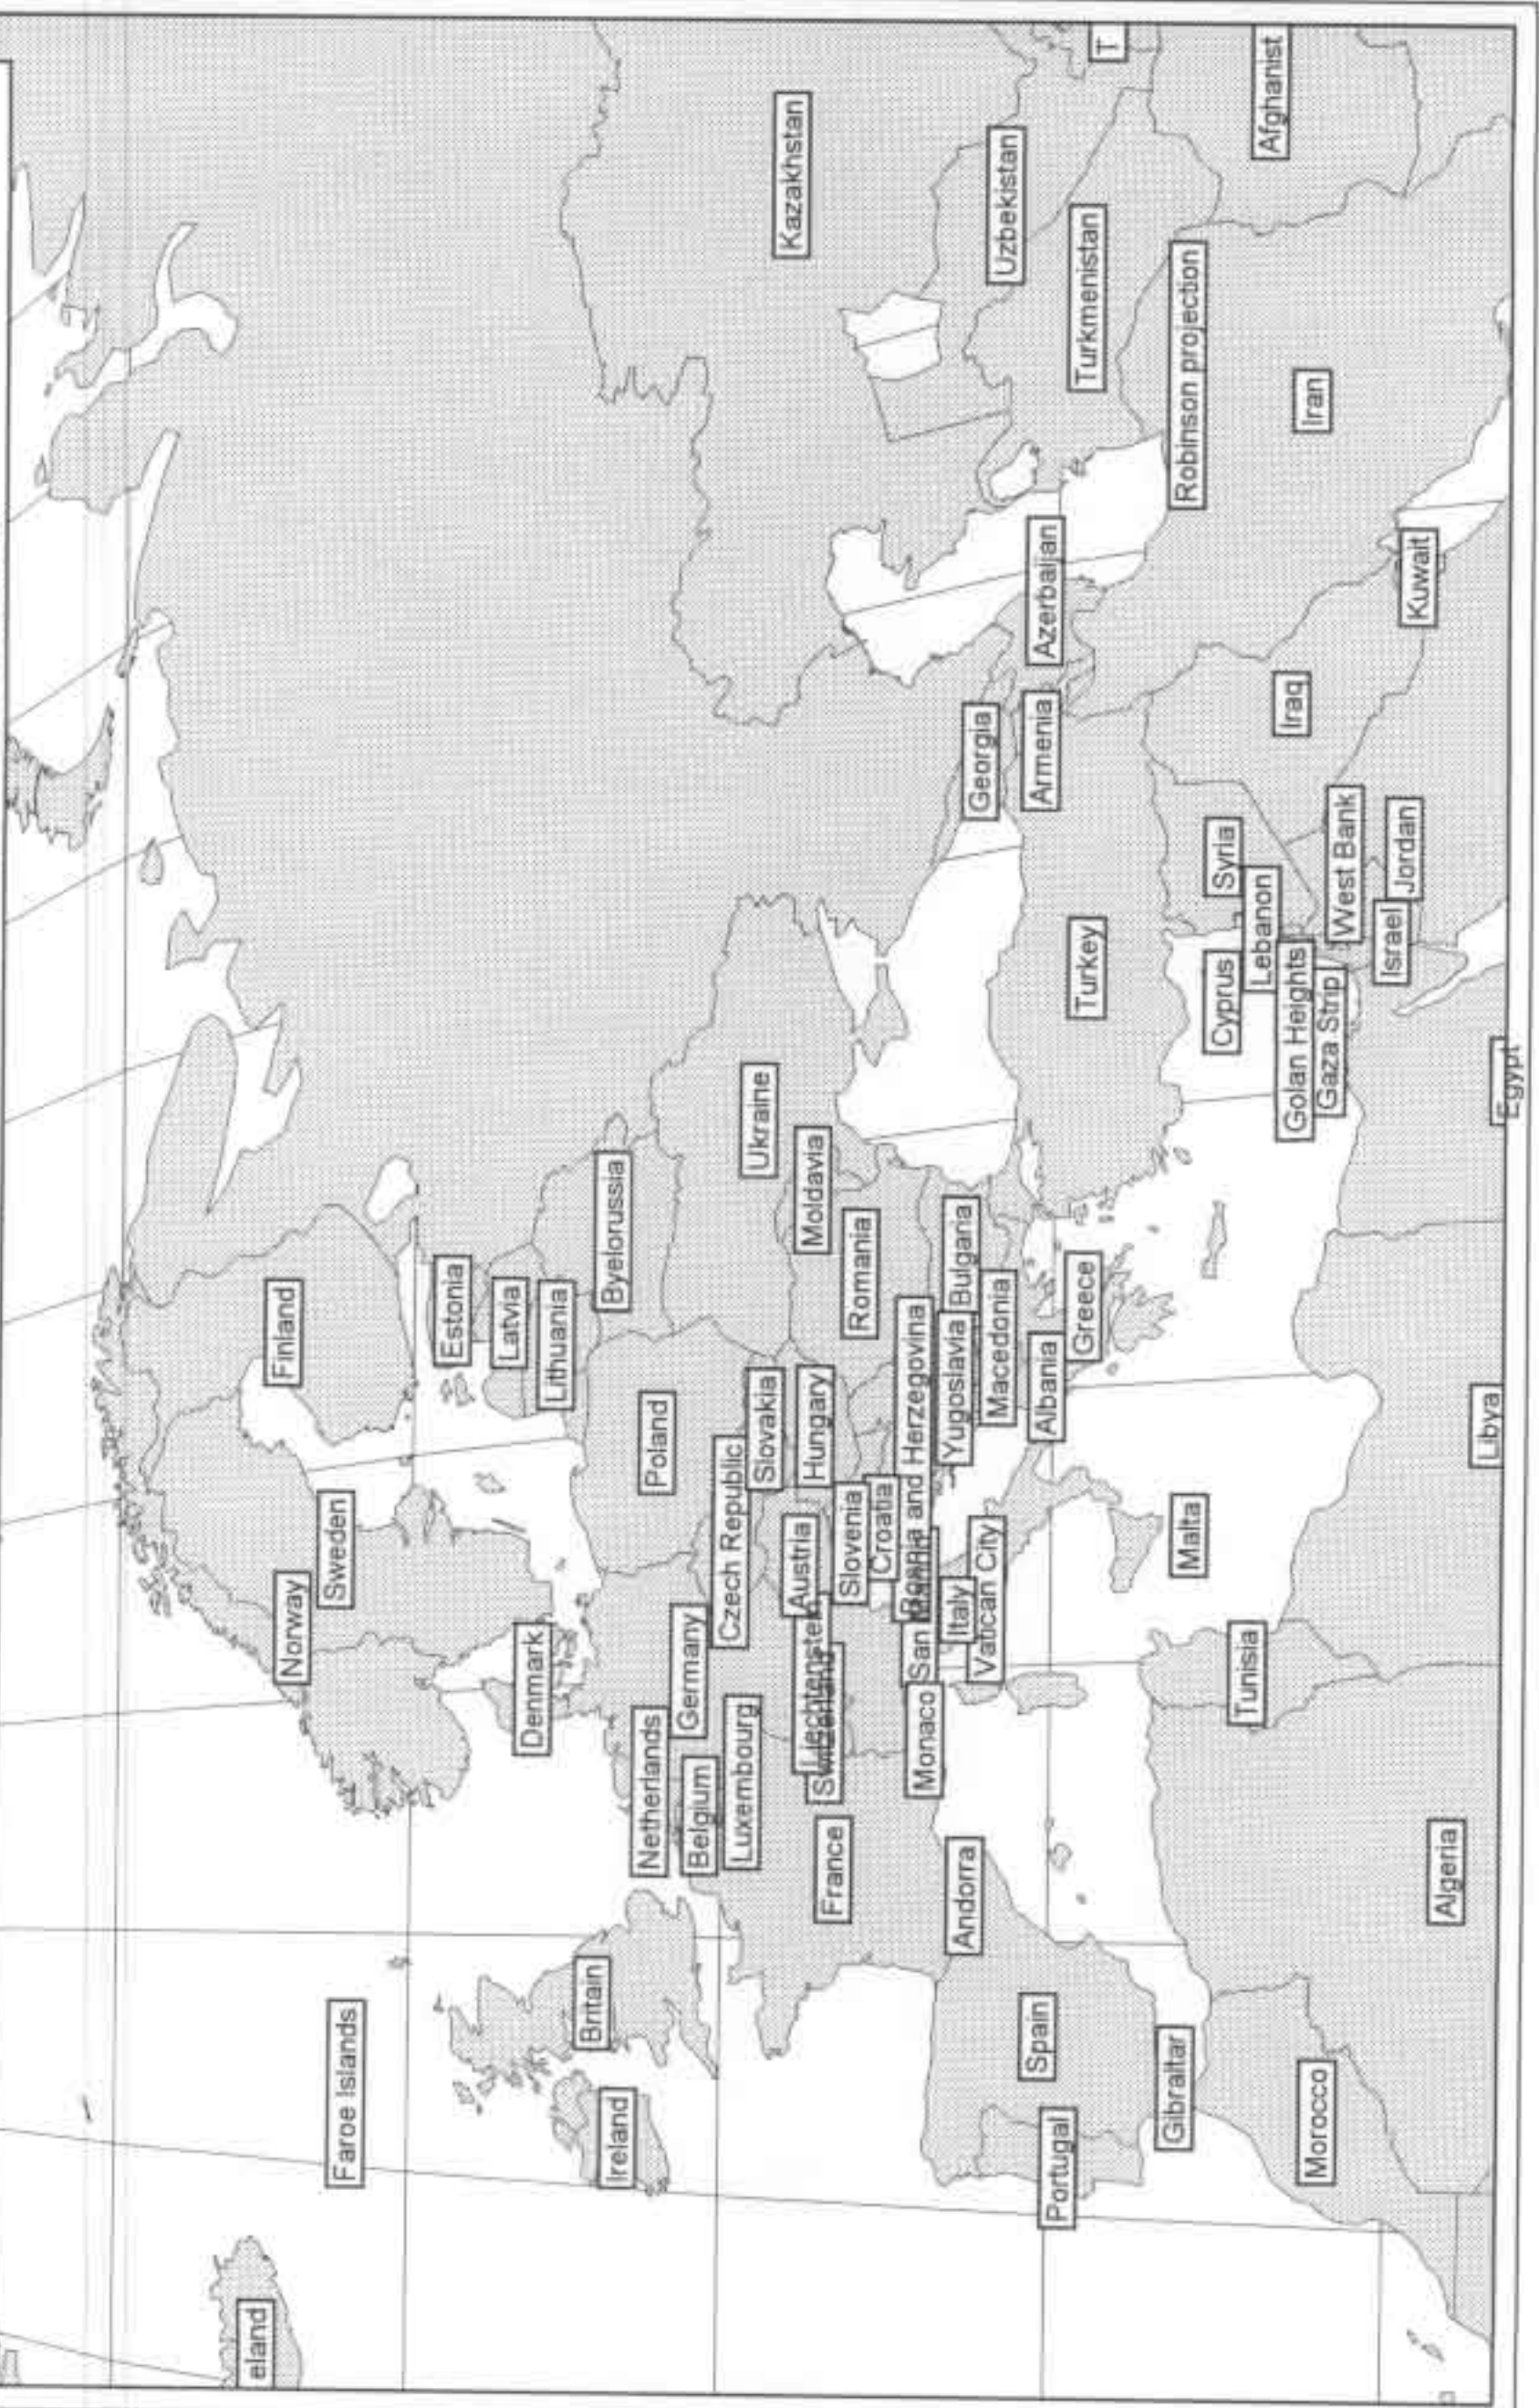 eland
Faroe Islands
Norway
Sweden
Finland
Estonia
Latvia
Lithuania
Denmark
Byelorussia
Britain
Ireland
Netherlands
Poland
Germany
Belgium
Czech Republic
Luxembourg
Slovakia
Ukraine
Kazakhstan
Austria
Hungary
Moldavia
Liechtenstein
Switzerland
France
Slovenia
Romania
Croatia
Bosnia and Herzegovina
San
Monaco
Italy
Yugoslavia
Bulgaria
Andorra
Vatican City
Macedonia
Georgia
Uzbekistan
Spain
Portugal
Albania
Armenia
Azerbaijan
Greece
Turkey
Turkmenistan
T
Gibraltar
Malta
Robinson projection
Cyprus
Syria
Tunisia
Lebanon
Afghanist
Golan Heights
Iraq
Iran
Morocco
Gaza Strip
West Bank
Israel
Jordan
Kuwait
Algeria
Libya
Egypt